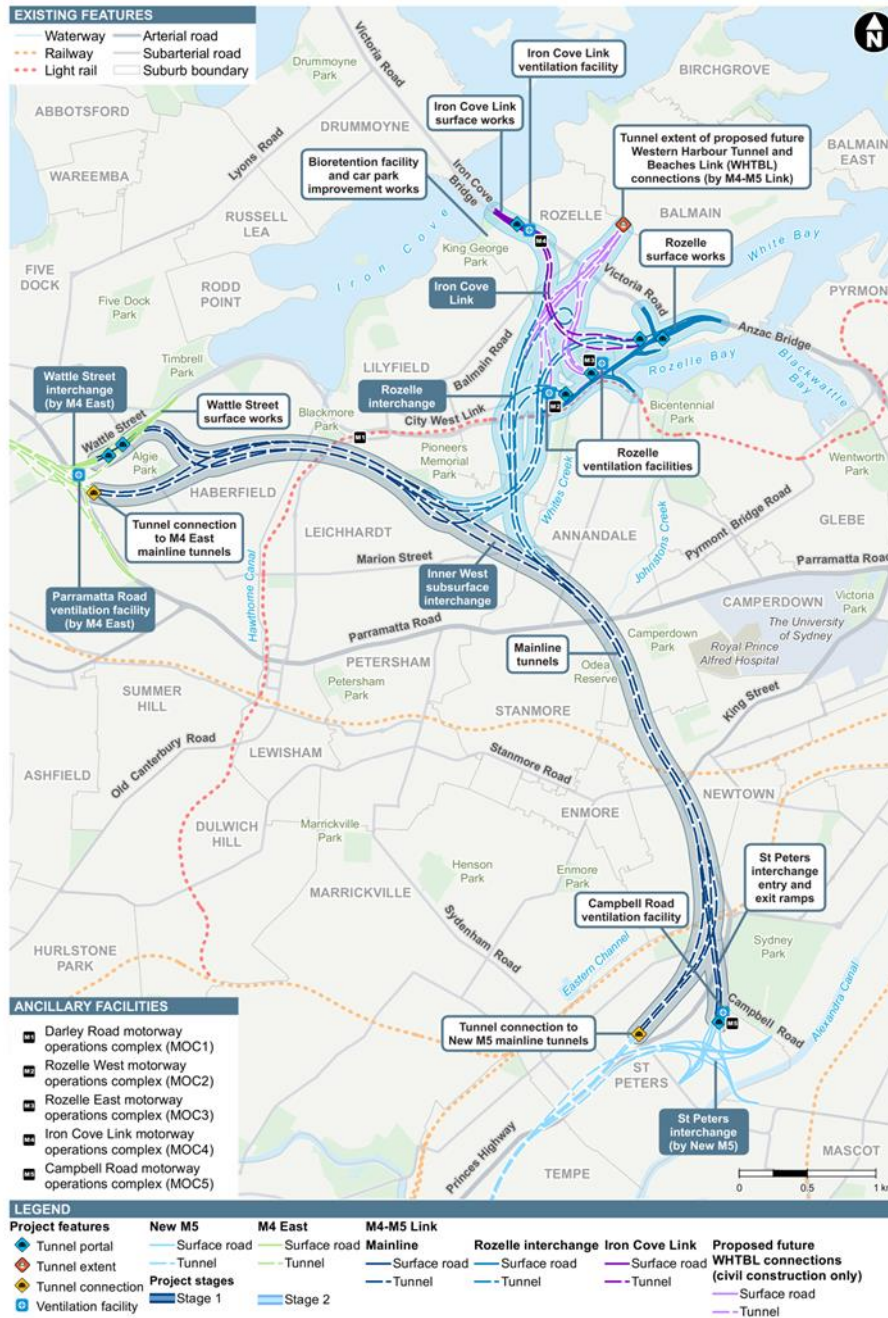 EXISTING FEATURES
Waterway
Arterial road
Railway
Subarterial road
Light rail
Suburb boundary
N
Drummoyne
Park
Victoria Road
Iron Cove Link
ventilation facility
BIRCHGROVE
ABBOTSFORD
Lyons Road
DRUMMOYNE
Iron Cove Link
surface works
Tunnel extent of proposed future
Western Harbour Tunnel and
Beaches Link (WHTBL)
connections (by M4-M5 Link)
BALMAIN
EAST
WAREEMBA
Bioretention facility
and car park
improvement works
Iron Cove
Bridge
RUSSELL
LEA
ROZELLE
BALMAIN
King George
Park
M4
White Bay
FIVE
DOCK
Iron Cove
Rozelle
surface works
RODD
POINT
Five Dock
Park
Iron Cove
Link
Victoria Road
PYRMONT
Anzac Bridge
Timbrell
Park
LILYFIELD
Balmain Road
M3
Rozelle Bay
Blackwattle
Bay
Wattle Street
interchange
(by M4 East)
Wattle Street
surface works
Rozelle
interchange
M2
Blackmore
Park
City West Link
Bicentennial
Park
Wattle Street
M1
Algie
Park
Pioneers
Memorial
Park
Rozelle
ventilation facilities
Wentworth
Park
HABERFIELD
Whites Creek
Tunnel connection
to M4 East
mainline tunnels
LEICHHARDT
ANNANDALE
Johnstons Creek
Pyrmont Bridge Road
GLEBE
Marion Street
Parramatta Road
Parramatta Road
ventilation facility
(by M4 East)
Hawthorne Canal
Inner West
subsurface
interchange
CAMPERDOWN
Victoria
Park
Parramatta Road
The University
of Sydney
Mainline
tunnels
Camperdown
Park
Royal Prince
Alfred Hospital
PETERSHAM
Odea
Reserve
SUMMER
HILL
Petersham
Park
STANMORE
King Street
Old Canterbury Road
LEWISHAM
ASHFIELD
Stanmore Road
NEWTOWN
Marrickville
Park
ENMORE
DULWICH
HILL
Henson
Park
Enmore
Park
St Peters
interchange
entry and
exit ramps
MARRICKVILLE
Campbell Road
ventilation facility
Sydenham Road
Sydney
Park
HURLSTONE
PARK
Eastern Channel
Campbell Road
Alexandra Canal
ANCILLARY FACILITIES
M1 Darley Road motorway
operations complex (MOC1)
M2 Rozelle West motorway
operations complex (MOC2)
M3 Rozelle East motorway
operations complex (MOC3)
M4 Iron Cove Link motorway
operations complex (MOC4)
M5 Campbell Road motorway
operations complex (MOC5)
Tunnel connection to
New M5 mainline tunnels
M5
ST
PETERS
St Peters
interchange
(by New M5)
Princes Highway
TEMPE
MASCOT
0 0.5 1 k
LEGEND
Project features
Tunnel portal
Tunnel extent
Tunnel connection
Ventilation facility
New M5
Surface road
Tunnel
Project stages
Stage 1
Stage 2
M4 East
Surface road
Tunnel
M4-M5 Link
Mainline
Surface road
Tunnel
Rozelle interchange
Surface road
Tunnel
Iron Cove Link
Surface road
Tunnel
Proposed future
WHTBL connections
(civil construction only)
Surface road
Tunnel